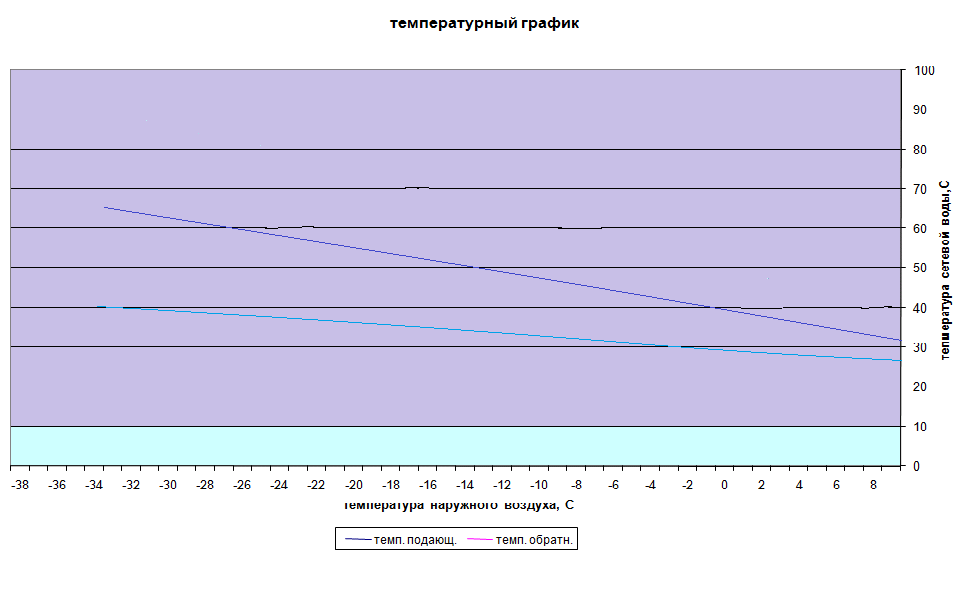 температурный график
100
90
80
70
60
50
40
30
20
10
0
температура сетевой воды,С
-38 -36 -34 -32 -30 -28 -26 -24 -22 -20 -18 -16 -14 -12 -10 -8 -6 -4 -2 0 2 4 6 8
температура наружного воздуха, С
темп. подающ. темп. обратн.